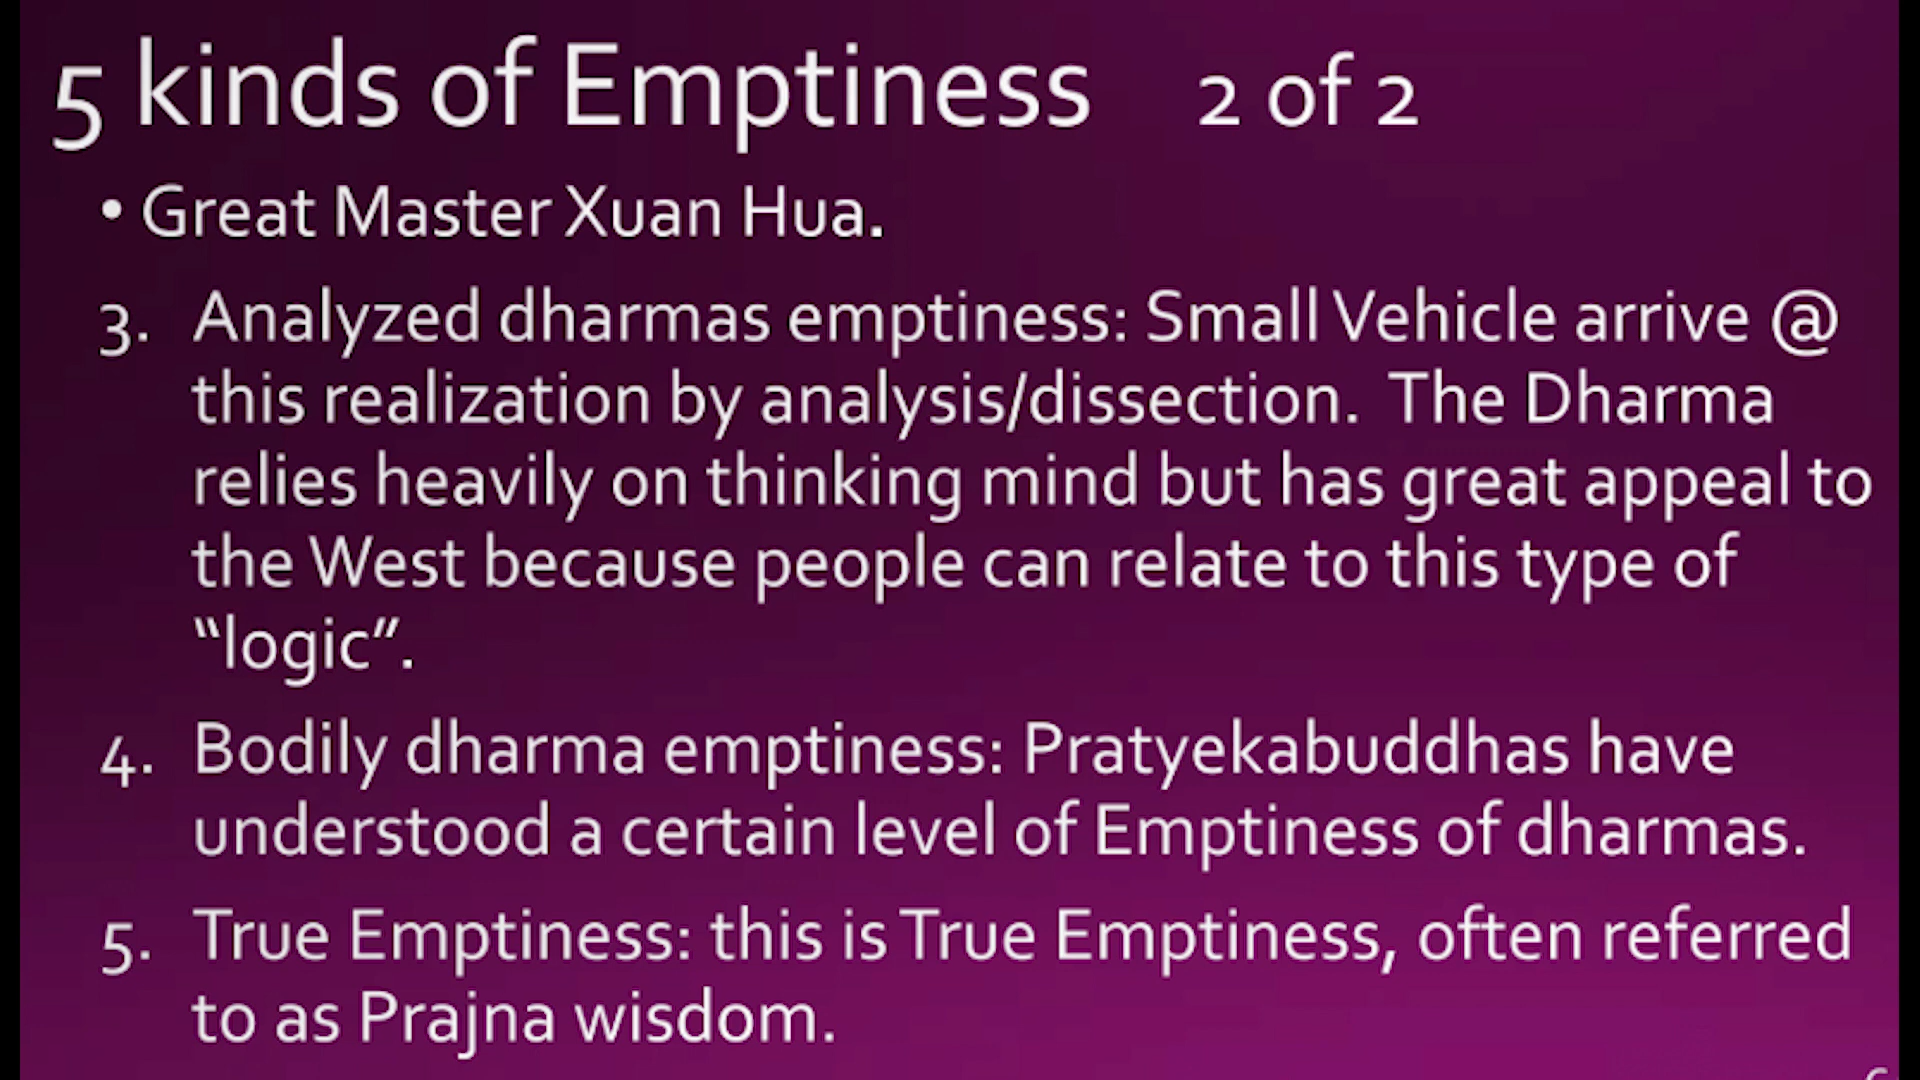 5 kinds of Emptiness 2 of 2
• Great Master Xuan Hua.
3. Analyzed dharmas emptiness: Small Vehicle arrive @
this realization by analysis/dissection. The Dharma
relies heavily on thinking mind but has great appeal to
the West because people can relate to this type of
“logic”.
4. Bodily dharma emptiness: Pratyekabuddhas have
understood a certain level of Emptiness of dharmas.
5. True Emptiness: this is True Emptiness, often referred
to as Prajna wisdom.